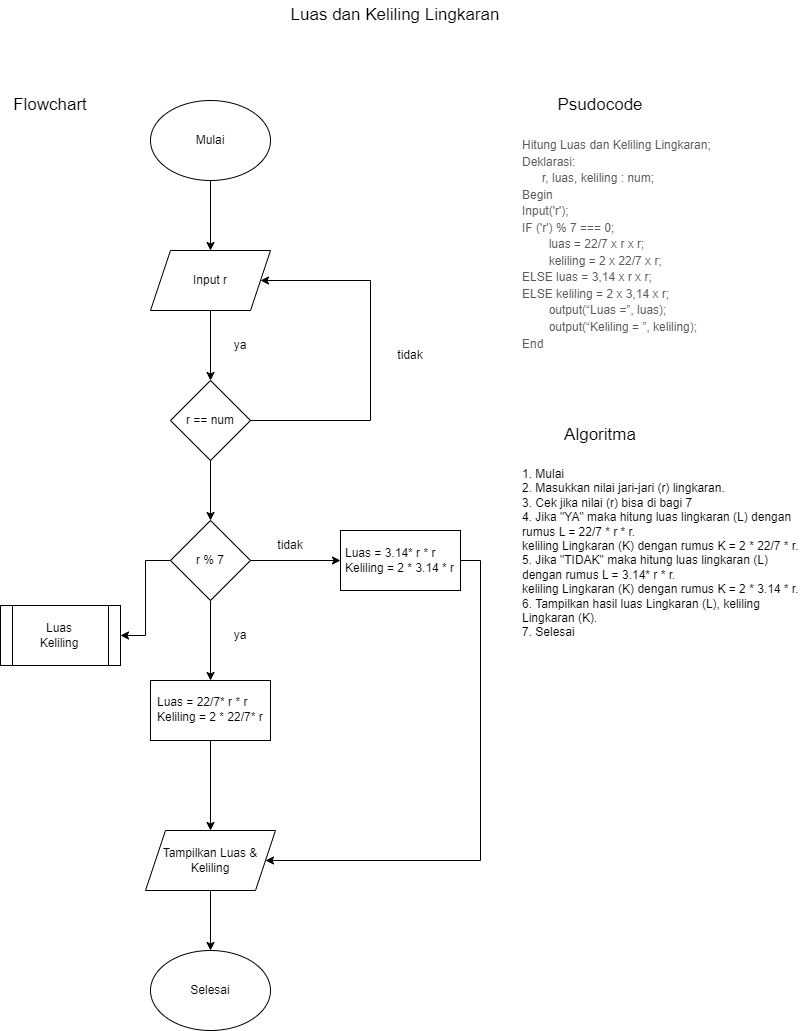 Luas dan Keliling Lingkaran
Flowchart
Mulai
Input r
ya
tidak
r == num
r % 7
tidak
Luas = 3.14* r * r
Keliling = 2 * 3.14 * r
Luas
Keliling
ya
Luas = 22/7* r * r
Keliling = 2 * 22/7* r
Tampilkan Luas &
Keliling
Selesai
Psudocode
Hitung Luas dan Keliling Lingkaran;
Deklarasi:
r, luas, keliling : num;
Begin
Input('r');
IF ('r') % 7 === 0;
luas = 22/7 x r x r;
keliling = 2 x 22/7 x r;
ELSE luas = 3,14 x r x r;
ELSE keliling = 2 x 3,14 x r;
output(“Luas =”, luas);
output(“Keliling = ”, keliling);
End
Algoritma
1. Mulai
2. Masukkan nilai jari-jari (r) lingkaran.
3. Cek jika nilai (r) bisa di bagi 7
4. Jika "YA" maka hitung luas lingkaran (L) dengan
rumus L = 22/7 * r * r.
keliling Lingkaran (K) dengan rumus K = 2 * 22/7 * r.
5. Jika "TIDAK" maka hitung luas lingkaran (L)
dengan rumus L = 3.14* r * r.
keliling Lingkaran (K) dengan rumus K = 2 * 3.14 * r.
6. Tampilkan hasil luas Lingkaran (L), keliling
Lingkaran (K).
7. Selesai